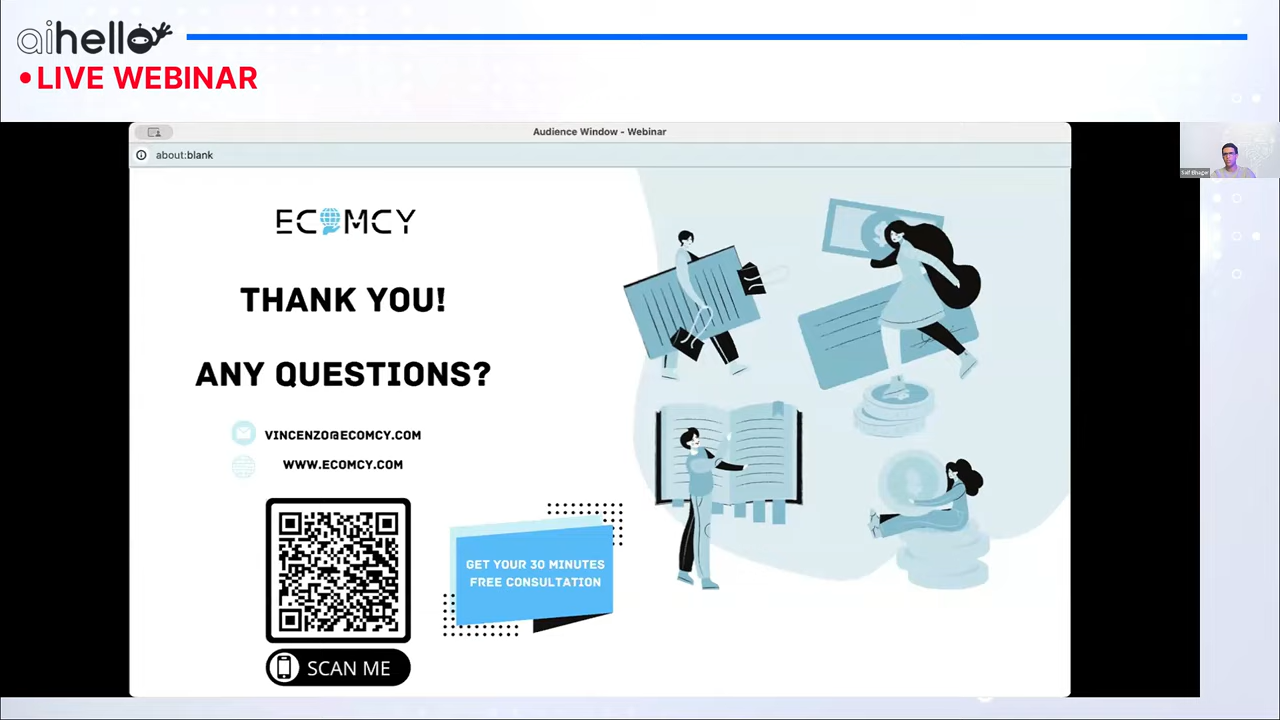 aihello
•LIVE WEBINAR
Audience Window - Webinar
about:blank
ECOMCY
THANK YOU!
ANY QUESTIONS?
VINCENZO@ECOMCY.COM
WWW.ECOMCY.COM
GET YOUR 30 MINUTES
FREE CONSULTATION
SCAN ME